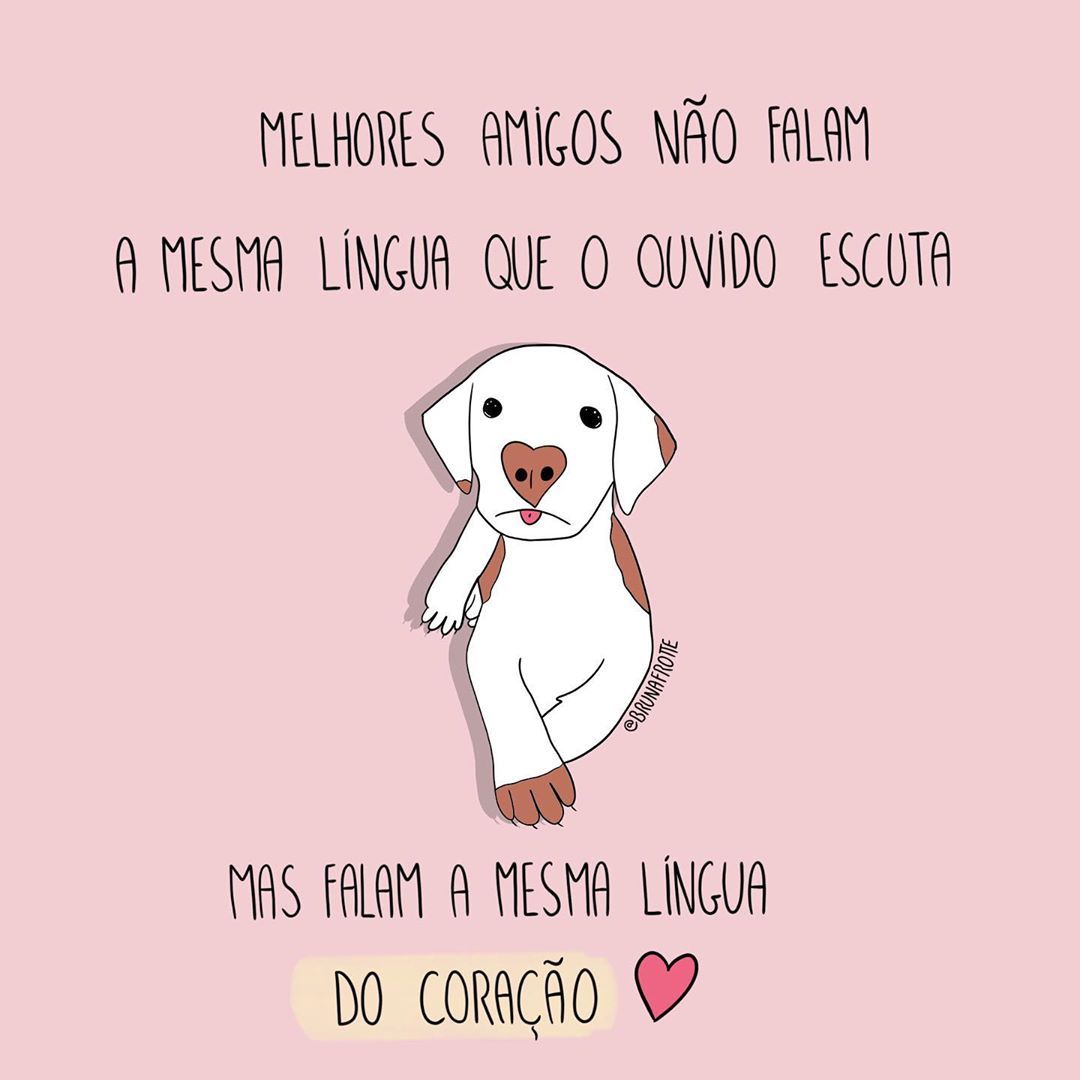 MELHORES AMIGOS NÃO FALAM
A MESMA LÍNGUA QUE O OUVIDO ESCUTA
@BRUNAFROTTE
MAS FALAM A MESMA LÍNGUA
DO CORAÇÃO